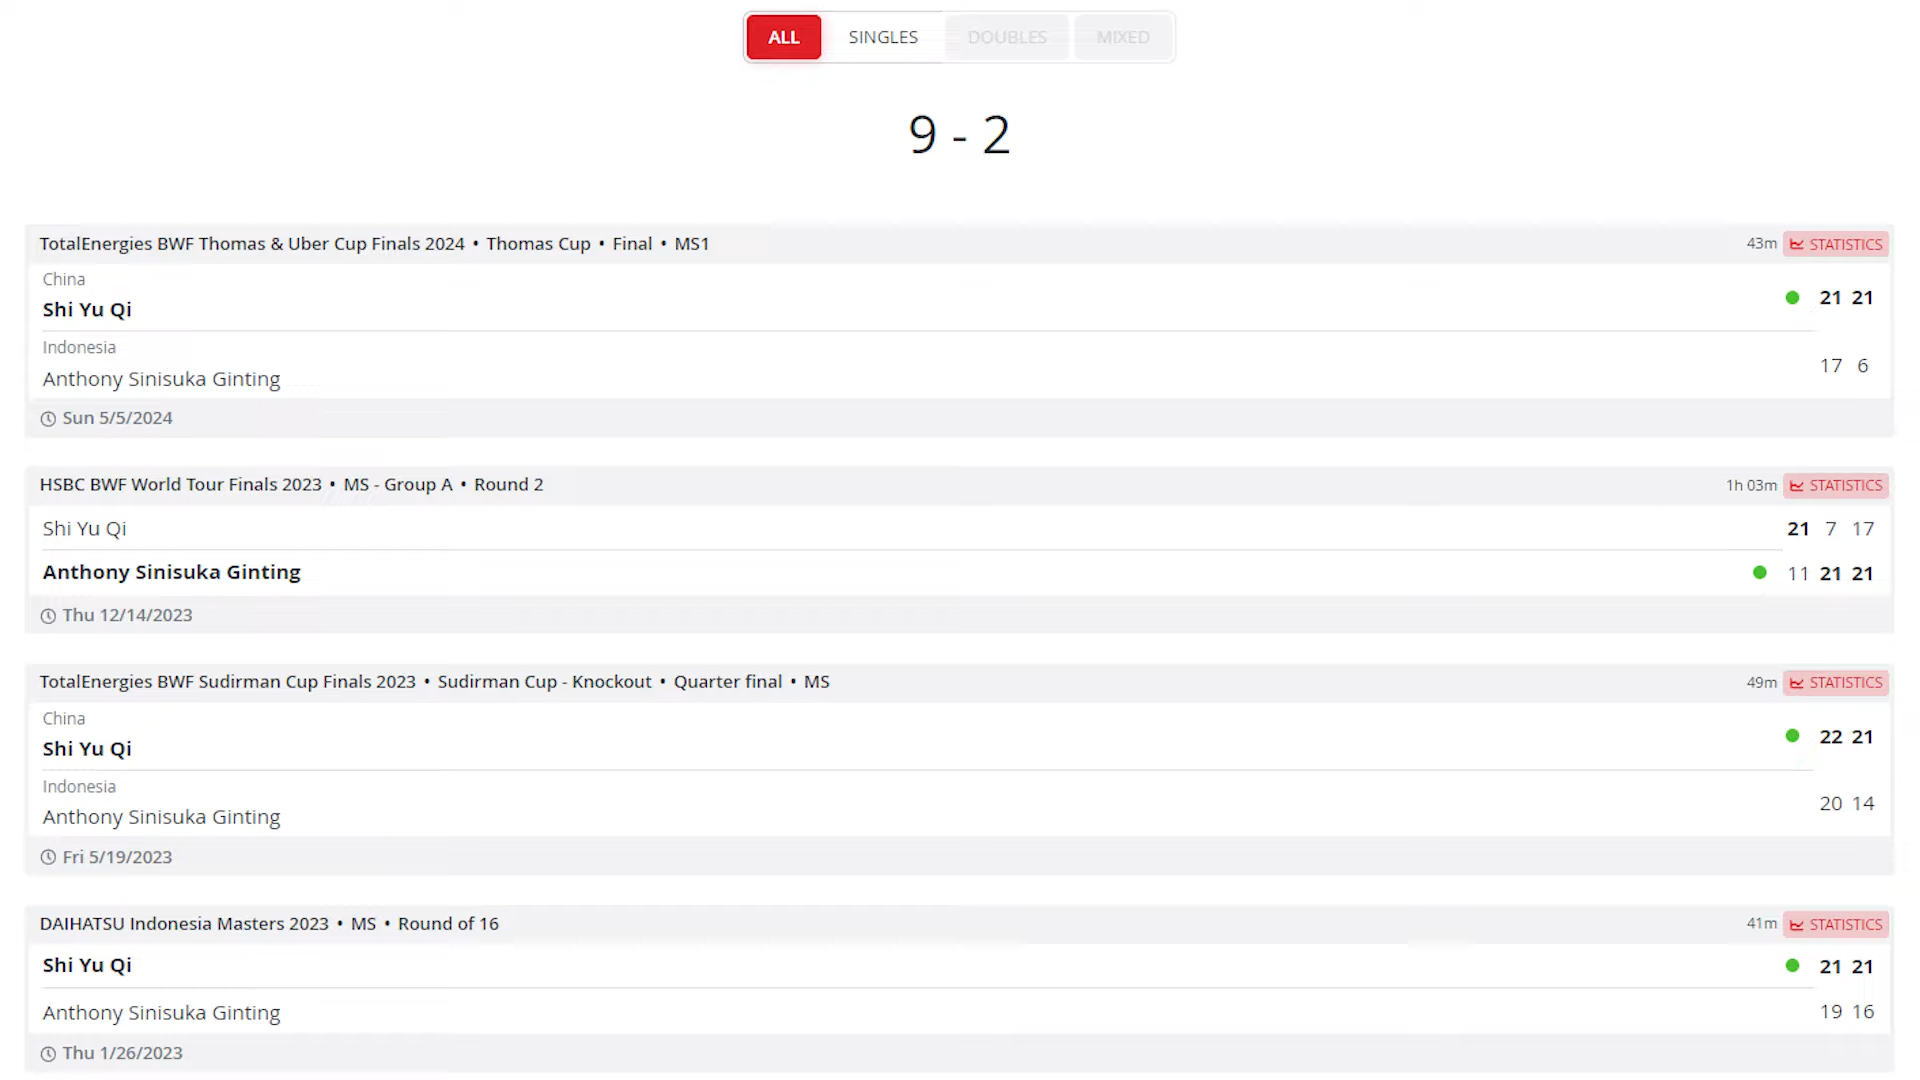 ALL SINGLES DOUBLES MIXED
9 - 2
TotalEnergies BWF Thomas & Uber Cup Finals 2024 • Thomas Cup • Final • MS1 43m STATISTICS
China
Shi Yu Qi 21 21
Indonesia
Anthony Sinisuka Ginting 17 6
Sun 5/5/2024
HSBC BWF World Tour Finals 2023 • MS - Group A • Round 2 1h 03m STATISTICS
Shi Yu Qi 21 7 17
Anthony Sinisuka Ginting 11 21 21
Thu 12/14/2023
TotalEnergies BWF Sudirman Cup Finals 2023 • Sudirman Cup - Knockout • Quarter final • MS 49m STATISTICS
China
Shi Yu Qi 22 21
Indonesia
Anthony Sinisuka Ginting 20 14
Fri 5/19/2023
DAIHATSU Indonesia Masters 2023 • MS • Round of 16 41m STATISTICS
Shi Yu Qi 21 21
Anthony Sinisuka Ginting 19 16
Thu 1/26/2023